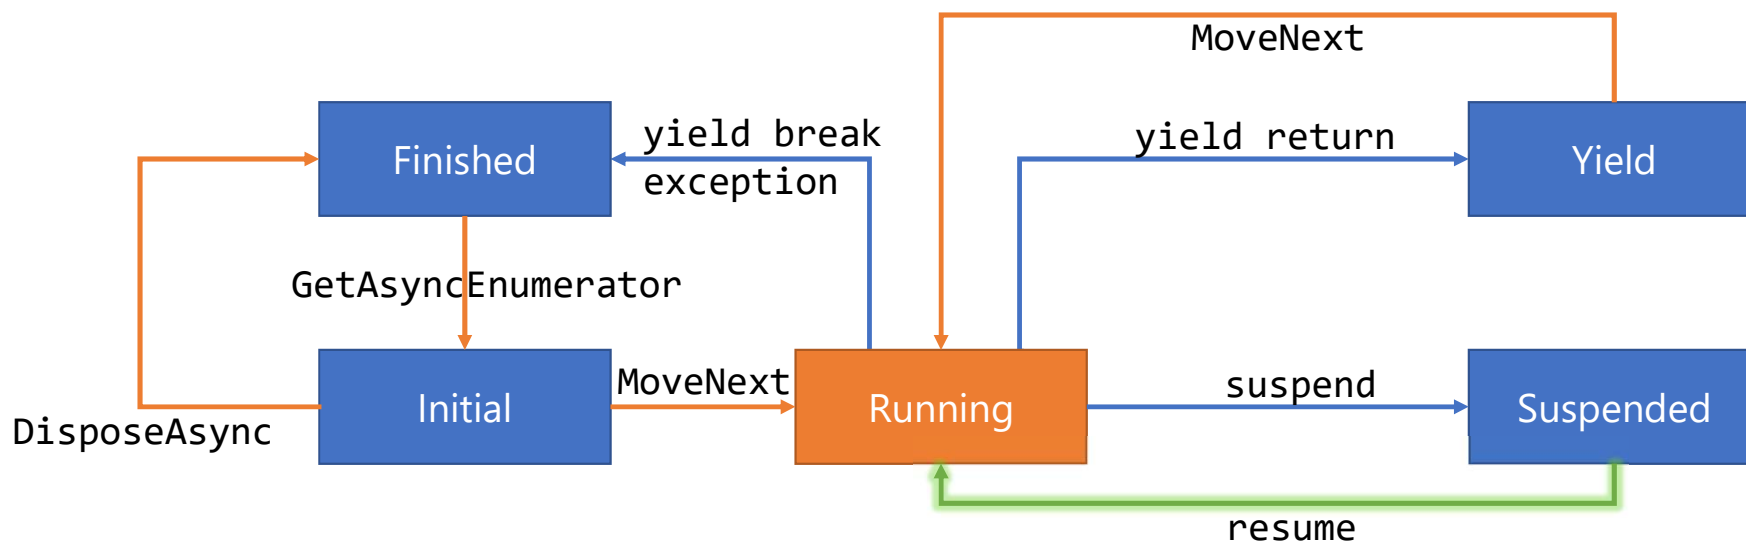 MoveNext
Finished
yield break
exception
yield return
Yield
GetAsyncEnumerator
Initial
MoveNext
Running
suspend
Suspended
DisposeAsync
resume